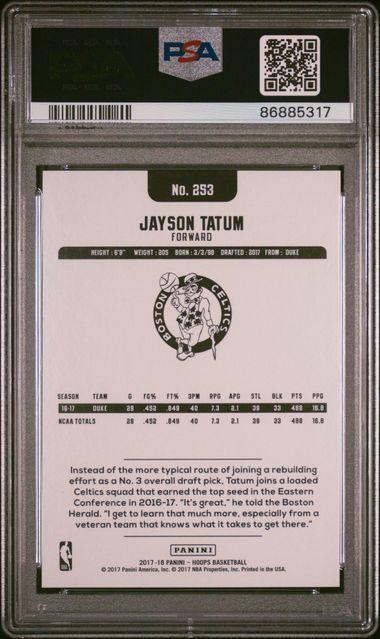 PSA
86885317
No. 253
JAYSON TATUM
FORWARD
HEIGHT: 6'8" WEIGHT: 205 BORN: 3/3/98 DRAFTED: 2017 FROM: DUKE
BOSTON CELTICS
SEASON TEAM G FG% FT% 3PM RPG APG STL BLK PTS PPG
16-17 DUKE 29 .452 .849 40 7.3 2.1 38 33 488 16.8
NCAA TOTALS 29 .452 .849 40 7.3 2.1 38 33 488 16.8
Instead of the more typical route of joining a rebuilding
effort as a No. 3 overall draft pick, Tatum joins a loaded
Celtics squad that earned the top seed in the Eastern
Conference in 2016-17. "It's great," he told the Boston
Herald. "I get to learn that much more, especially from a
veteran team that knows what it takes to get there."
PANINI
2017-18 PANINI - HOOPS BASKETBALL
© 2017 Panini America, Inc. © 2017 NBA Properties, Inc. Printed in the USA.